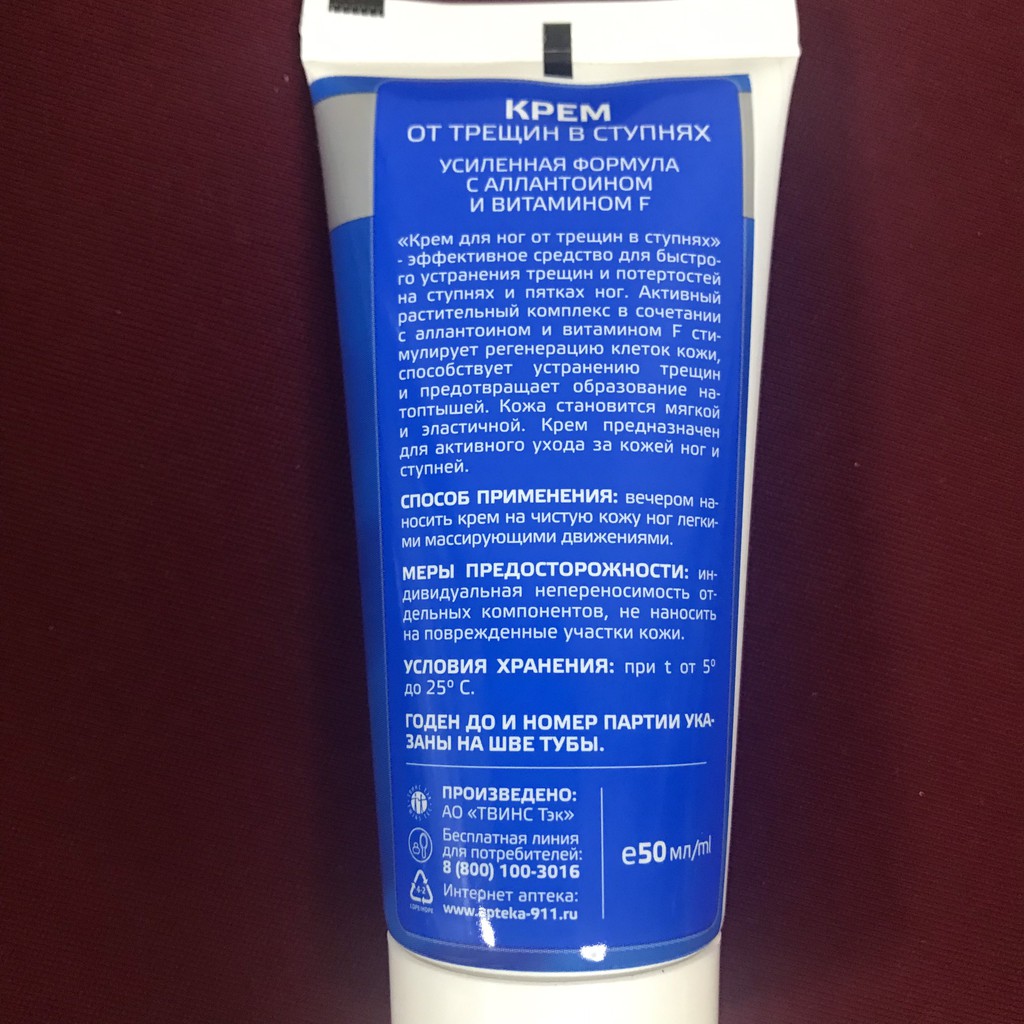 КРЕМ
ОТ ТРЕЩИН В СТУПНЯХ
УСИЛЕННАЯ ФОРМУЛА
С АЛЛАНТОИНОМ
И ВИТАМИНОМ F
«Крем для ног от трещин в ступнях»
- эффективное средство для быстро-
го устранения трещин и потертостей
на ступнях и пятках ног. Активный
растительный комплекс в сочетании
с аллантоином и витамином F сти-
мулирует регенерацию клеток кожи,
способствует устранению трещин
и предотвращает образование на-
топтышей. Кожа становится мягкой
и эластичной. Крем предназначен
для активного ухода за кожей ног и
ступней.
СПОСОБ ПРИМЕНЕНИЯ: вечером на-
носить крем на чистую кожу ног легки-
ми массирующими движениями.
МЕРЫ ПРЕДОСТОРОЖНОСТИ: ин-
дивидуальная непереносимость от-
дельных компонентов, не наносить
на поврежденные участки кожи.
УСЛОВИЯ ХРАНЕНИЯ: при t от 5º
до 25º С.
ГОДЕН ДО И НОМЕР ПАРТИИ УКА-
ЗАНЫ НА ШВЕ ТУБЫ.
ПРОИЗВЕДЕНО:
АО «ТВИНС Тэк»
Бесплатная линия
для потребителей:
8 (800) 100-3016
Интернет аптека:
www.apteka-911.ru
e50 мл/ml